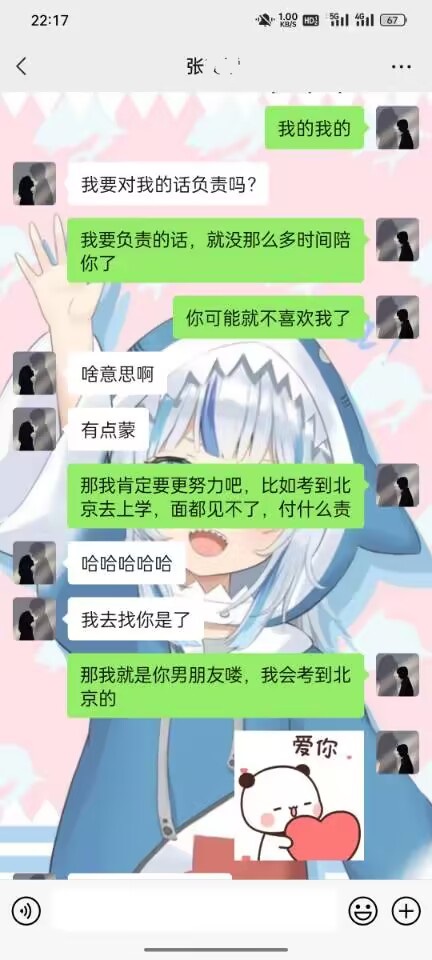 22:17
1.00
KB/S
HD
5G
4G
67
张
我的我的
我要对我的话负责吗？
我要负责的话，就没那么多时间陪
你了
你可能就不喜欢我了
啥意思啊
有点蒙
那我肯定要更努力吧，比如考到北
京去上学，面都见不了，付什么责
哈哈哈哈哈
我去找你是了
那我就是你男朋友喽，我会考到北
京的
爱你